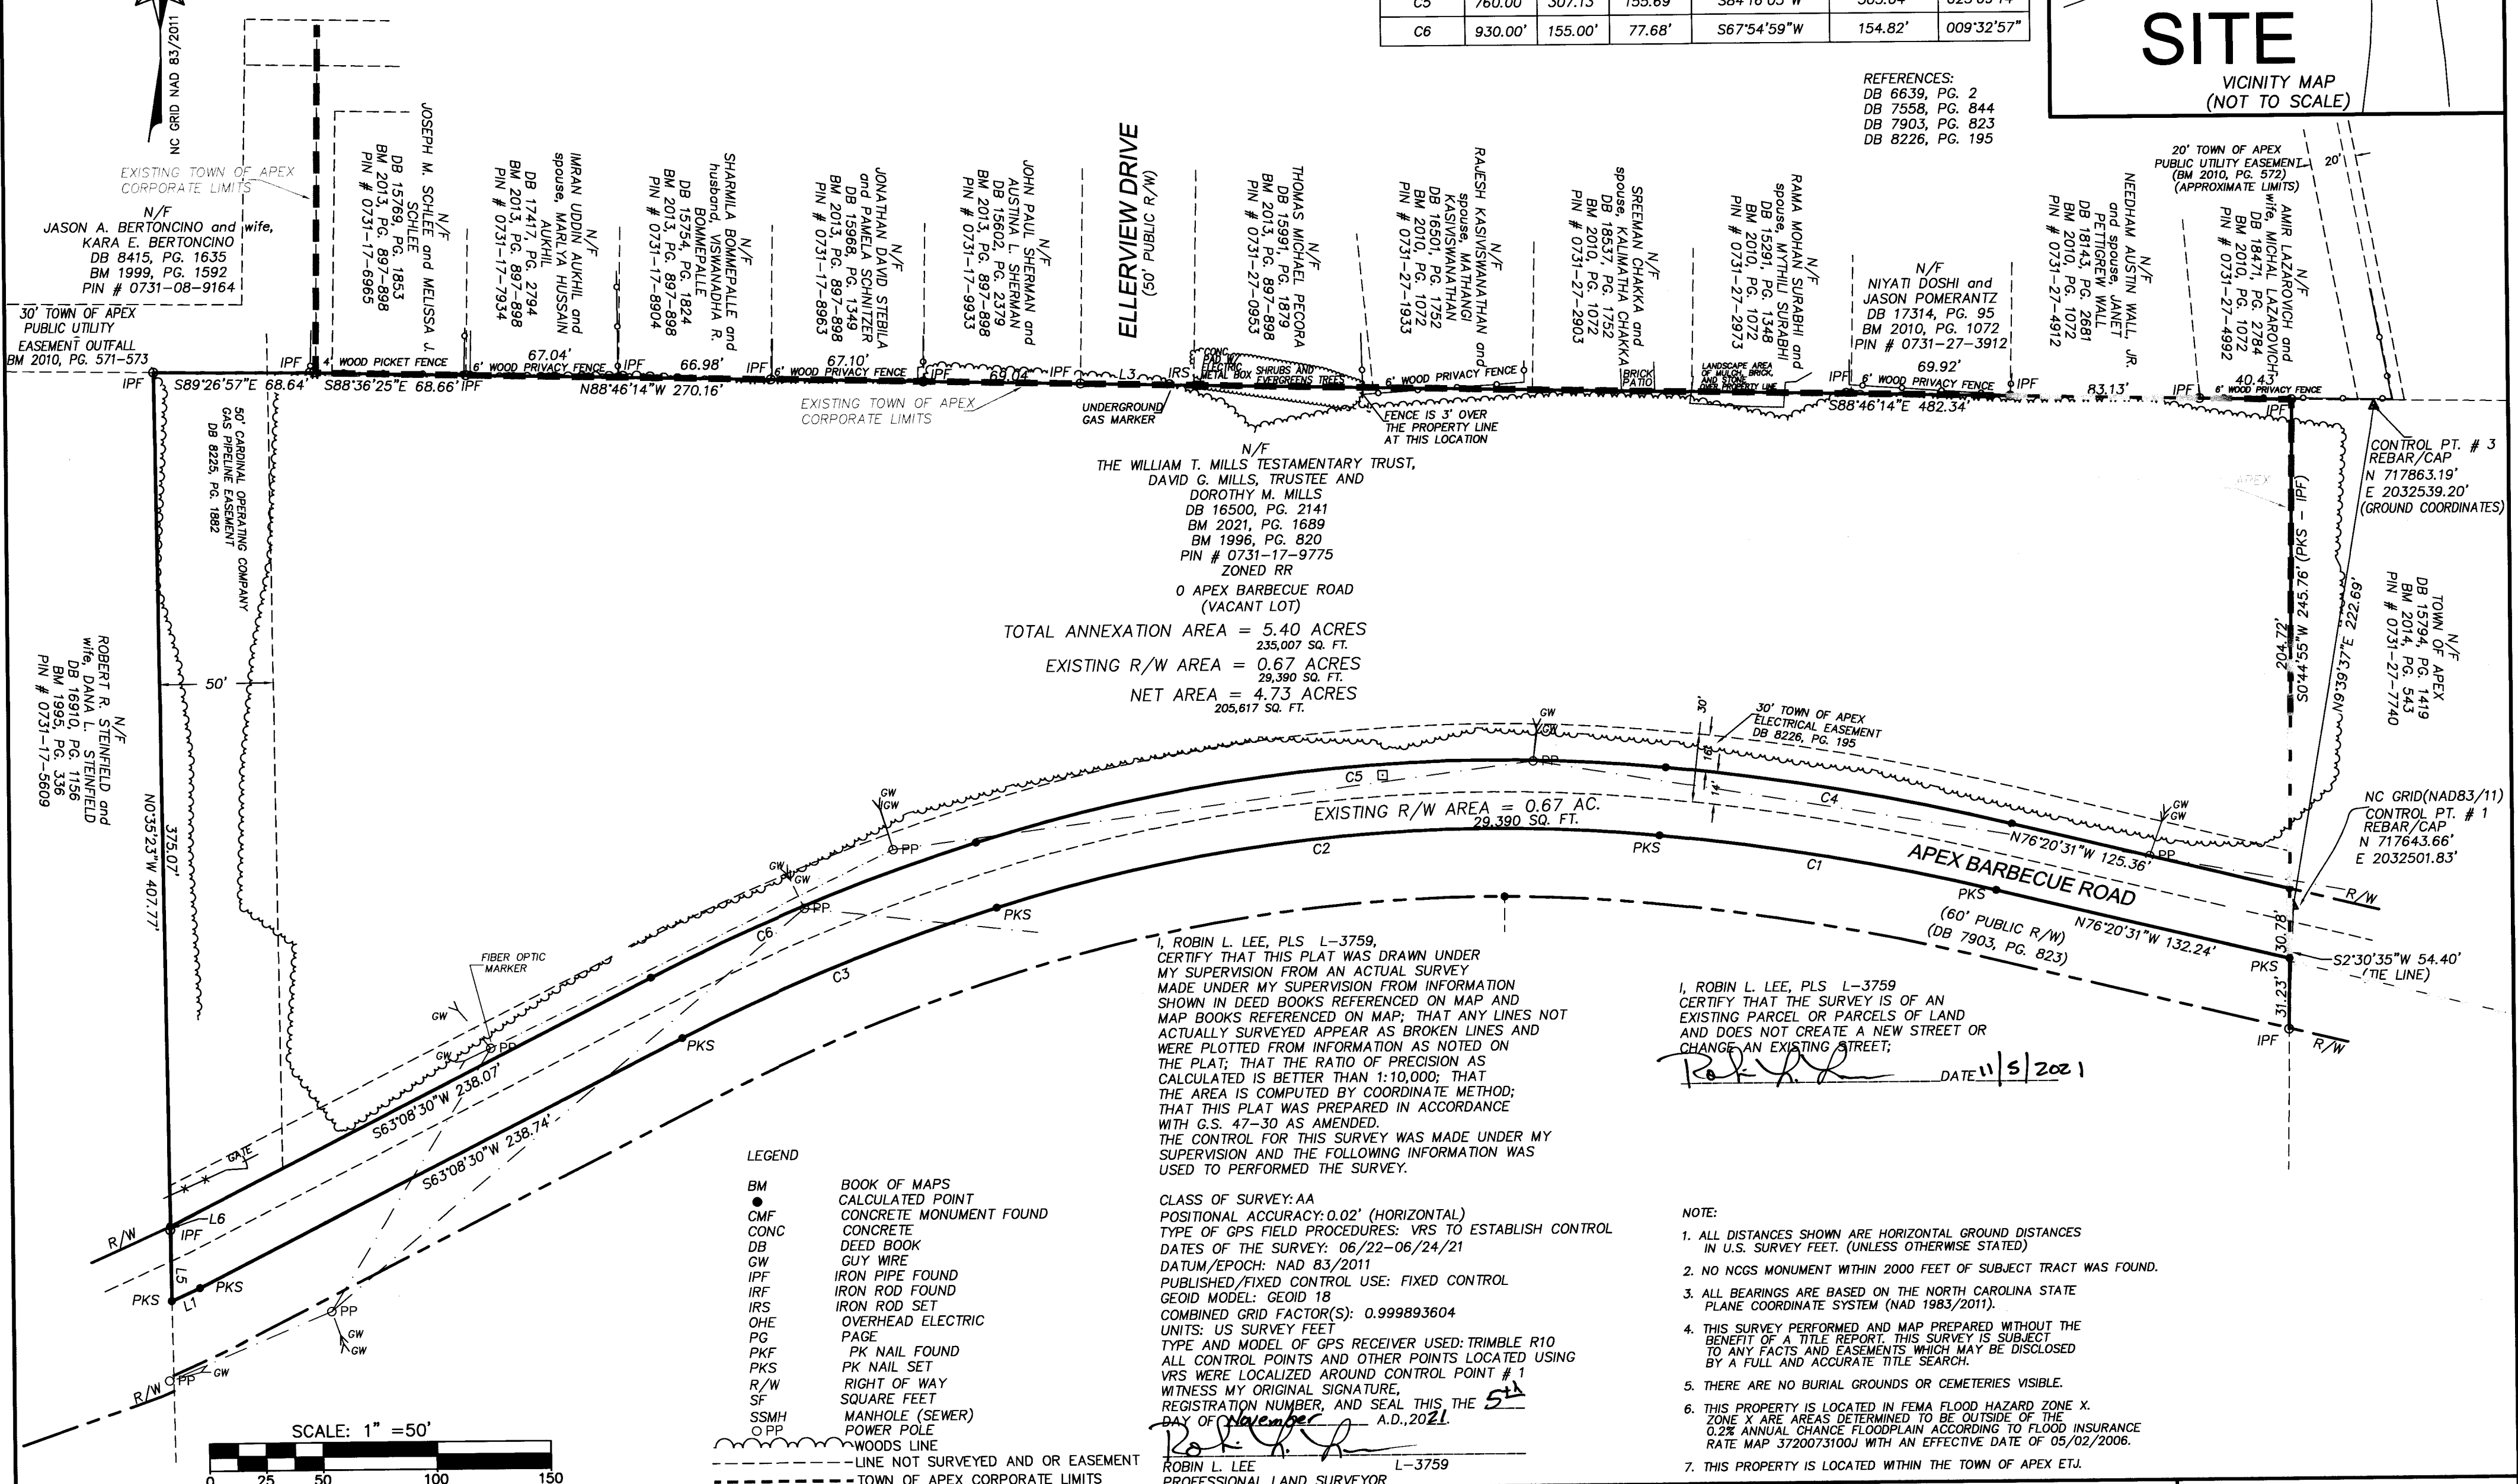 NC GRID NAD 83/2011
C5 760.00' 307.13' 155.69'
C6 930.00' 155.00' 77.68' S67°54'59"W 154.82' 009°32'57"
SITE
VICINITY MAP
(NOT TO SCALE)
REFERENCES:
DB 6639, PG. 2
DB 7558, PG. 844
DB 7903, PG. 823
DB 8226, PG. 195
EXISTING TOWN OF APEX
CORPORATE LIMITS
N/F
JASON A. BERTONCINO and wife,
KARA E. BERTONCINO
DB 8415, PG. 1635
BM 1999, PG. 1592
PIN # 0731-08-9164
30' TOWN OF APEX
PUBLIC UTILITY
EASEMENT OUTFALL
BM 2010, PG. 571-573
N/F
JOSEPH M. SCHLEE and MELISSA J.
SCHLEE
DB 15769, PG. 1853
BM 2013, PG. 897-898
PIN # 0731-17-6965
N/F
IMRAN UDDIN AUKHIL and
spouse, MARLYA HUSSAIN
AUKHIL
DB 17417, PG. 2794
BM 2013, PG. 897-898
PIN # 0731-17-7934
N/F
SHARMILA BOMMEPALLE and
husband, VISWANADHA R.
BOMMEPALLE
DB 15754, PG. 1824
BM 2013, PG. 897-898
PIN # 0731-17-8904
N/F
JONATHAN DAVID STEBILA
and PAMELA SCHNITZER
DB 15968, PG. 1349
BM 2013, PG. 897-898
PIN # 0731-17-8963
N/F
JOHN PAUL SHERMAN and
AUSTINA L. SHERMAN
DB 15602, PG. 2379
BM 2013, PG. 897-898
PIN # 0731-17-9933
ELLERVIEW DRIVE
(50' PUBLIC R/W)
N/F
THOMAS MICHAEL PECORA
DB 15991, PG. 1879
BM 2013, PG. 897-898
PIN # 0731-27-0953
N/F
RAJESH KASIVISWANATHAN and
spouse, MATHANGI
KASIVISWANATHAN
DB 16501, PG. 1752
BM 2010, PG. 1072
PIN # 0731-27-1933
N/F
SREEMAN CHAKKA and
spouse, KALIMATHA CHAKKA
DB 18537, PG. 1752
BM 2010, PG. 1072
PIN # 0731-27-2903
N/F
RAMA MOHAN SURABHI and
spouse, MYTHILI SURABHI
DB 15291, PG. 1348
BM 2010, PG. 1072
PIN # 0731-27-2973
N/F
NIYATI DOSHI and
JASON POMERANTZ
DB 17314, PG. 95
BM 2010, PG. 1072
PIN # 0731-27-3912
N/F
NEEDHAM AUSTIN WALL, JR.
and spouse, JANET
PETTIGREW WALL
DB 18143, PG. 2681
BM 2010, PG. 1072
PIN # 0731-27-4912
N/F
AMIR LAZAROVICH and
wife, MICHAL LAZAROVICH
DB 18471, PG. 2784
BM 2010, PG. 1072
PIN # 0731-27-4992
20' TOWN OF APEX
PUBLIC UTILITY EASEMENT
(BM 2010, PG. 572)
(APPROXIMATE LIMITS)
20'
IPF
S89°26'57"E 68.64'
IPF
4' WOOD PICKET FENCE
S88°36'25"E 68.66'
IPF
67.04'
6' WOOD PRIVACY FENCE
IPF
66.98'
N88°46'14"W 270.16'
IPF
67.10'
6' WOOD PRIVACY FENCE
IPF
69.04'
IPF
L3
IRS
CONC. PAD W/ ELECTRIC METAL BOX
SHRUBS AND EVERGREENS TREES
6' WOOD PRIVACY FENCE
BRICK
PATIO
LANDSCAPE AREA
OF MULCH, BRICK,
AND STONE
OVER PROPERTY LINE
IPF
69.92'
6' WOOD PRIVACY FENCE
S88°46'14"E 482.34'
IPF
83.13'
IPF
40.43'
6' WOOD PRIVACY FENCE
IPF
EXISTING TOWN OF APEX
CORPORATE LIMITS
UNDERGROUND
GAS MARKER
FENCE IS 3' OVER
THE PROPERTY LINE
AT THIS LOCATION
50' CARDINAL OPERATING COMPANY
GAS PIPELINE EASEMENT
DB 8225, PG. 1882
N/F
THE WILLIAM T. MILLS TESTAMENTARY TRUST,
DAVID G. MILLS, TRUSTEE AND
DOROTHY M. MILLS
DB 16500, PG. 2141
BM 2021, PG. 1689
BM 1996, PG. 820
PIN # 0731-17-9775
ZONED RR
0 APEX BARBECUE ROAD
(VACANT LOT)
TOTAL ANNEXATION AREA = 5.40 ACRES
235,007 SQ. FT.
EXISTING R/W AREA = 0.67 ACRES
29,390 SQ. FT.
NET AREA = 4.73 ACRES
205,617 SQ. FT.
CONTROL PT. # 3
REBAR/CAP
N 717863.19'
E 2032539.20'
(GROUND COORDINATES)
APEX
204.72'
S0°44'55"W 245.76' (PKS - IPF)
N9°39'37"E 222.69'
N/F
TOWN OF APEX
DB 15794, PG. 1419
BM 2014, PG. 543
PIN # 0731-27-7740
50'
N/F
ROBERT R. STEINFIELD and
wife, DANA L. STEINFIELD
DB 16910, PG. 1156
BM 1995, PG. 336
PIN # 0731-17-5609
N0°35'23"W 407.77'
375.07'
30'
16'
14'
30' TOWN OF APEX
ELECTRICAL EASEMENT
DB 8226, PG. 195
GW
GW
PP
C5
C4
EXISTING R/W AREA = 0.67 AC.
29,390 SQ. FT.
C2
PKS
C1
N76°20'31"W 125.36'
GW
GW
PP
APEX BARBECUE ROAD
PKS
(60' PUBLIC R/W)
(DB 7903, PG. 823)
N76°20'31"W 132.24'
R/W
30.78'
PKS
31.23'
IPF
R/W
S2°30'35"W 54.40'
(TIE LINE)
NC GRID(NAD83/11)
CONTROL PT. # 1
REBAR/CAP
N 717643.66'
E 2032501.83'
GW
GW
PP
GW
GW
PP
PKS
C6
C3
FIBER OPTIC
MARKER
GW
GW
PP
PKS
S63°08'30"W 238.07'
S63°08'30"W 238.74'
GATE
L6
IPF
R/W
L5
PKS
L1
PKS
PP
GW
GW
R/W
PP
GW
I, ROBIN L. LEE, PLS L-3759,
CERTIFY THAT THIS PLAT WAS DRAWN UNDER
MY SUPERVISION FROM AN ACTUAL SURVEY
MADE UNDER MY SUPERVISION FROM INFORMATION
SHOWN IN DEED BOOKS REFERENCED ON MAP AND
MAP BOOKS REFERENCED ON MAP; THAT ANY LINES NOT
ACTUALLY SURVEYED APPEAR AS BROKEN LINES AND
WERE PLOTTED FROM INFORMATION AS NOTED ON
THE PLAT; THAT THE RATIO OF PRECISION AS
CALCULATED IS BETTER THAN 1:10,000; THAT
THE AREA IS COMPUTED BY COORDINATE METHOD;
THAT THIS PLAT WAS PREPARED IN ACCORDANCE
WITH G.S. 47-30 AS AMENDED.
THE CONTROL FOR THIS SURVEY WAS MADE UNDER MY
SUPERVISION AND THE FOLLOWING INFORMATION WAS
USED TO PERFORMED THE SURVEY.
CLASS OF SURVEY: AA
POSITIONAL ACCURACY: 0.02' (HORIZONTAL)
TYPE OF GPS FIELD PROCEDURES: VRS TO ESTABLISH CONTROL
DATES OF THE SURVEY: 06/22-06/24/21
DATUM/EPOCH: NAD 83/2011
PUBLISHED/FIXED CONTROL USE: FIXED CONTROL
GEOID MODEL: GEOID 18
COMBINED GRID FACTOR(S): 0.999893604
UNITS: US SURVEY FEET
TYPE AND MODEL OF GPS RECEIVER USED: TRIMBLE R10
ALL CONTROL POINTS AND OTHER POINTS LOCATED USING
VRS WERE LOCALIZED AROUND CONTROL POINT # 1
WITNESS MY ORIGINAL SIGNATURE,
REGISTRATION NUMBER, AND SEAL THIS THE 5th
DAY OF November A.D.,2021.
ROBIN L. LEE L-3759
PROFESSIONAL LAND SURVEYOR
I, ROBIN L. LEE, PLS L-3759
CERTIFY THAT THE SURVEY IS OF AN
EXISTING PARCEL OR PARCELS OF LAND
AND DOES NOT CREATE A NEW STREET OR
CHANGE AN EXISTING STREET;
DATE 11/5/2021
LEGEND
BM BOOK OF MAPS
CALCULATED POINT
CMF CONCRETE MONUMENT FOUND
CONC CONCRETE
DB DEED BOOK
GW GUY WIRE
IPF IRON PIPE FOUND
IRF IRON ROD FOUND
IRS IRON ROD SET
OHE OVERHEAD ELECTRIC
PG PAGE
PKF PK NAIL FOUND
PKS PK NAIL SET
R/W RIGHT OF WAY
SF SQUARE FEET
SSMH MANHOLE (SEWER)
PP POWER POLE
WOODS LINE
LINE NOT SURVEYED AND OR EASEMENT
TOWN OF APEX CORPORATE LIMITS
SCALE: 1" =50'
0 25 50 100 150
NOTE:
1. ALL DISTANCES SHOWN ARE HORIZONTAL GROUND DISTANCES
IN U.S. SURVEY FEET. (UNLESS OTHERWISE STATED)
2. NO NCGS MONUMENT WITHIN 2000 FEET OF SUBJECT TRACT WAS FOUND.
3. ALL BEARINGS ARE BASED ON THE NORTH CAROLINA STATE
PLANE COORDINATE SYSTEM (NAD 1983/2011).
4. THIS SURVEY PERFORMED AND MAP PREPARED WITHOUT THE
BENEFIT OF A TITLE REPORT. THIS SURVEY IS SUBJECT
TO ANY FACTS AND EASEMENTS WHICH MAY BE DISCLOSED
BY A FULL AND ACCURATE TITLE SEARCH.
5. THERE ARE NO BURIAL GROUNDS OR CEMETERIES VISIBLE.
6. THIS PROPERTY IS LOCATED IN FEMA FLOOD HAZARD ZONE X.
ZONE X ARE AREAS DETERMINED TO BE OUTSIDE OF THE
0.2% ANNUAL CHANCE FLOODPLAIN ACCORDING TO FLOOD INSURANCE
RATE MAP 3720073100J WITH AN EFFECTIVE DATE OF 05/02/2006.
7. THIS PROPERTY IS LOCATED WITHIN THE TOWN OF APEX ETJ.